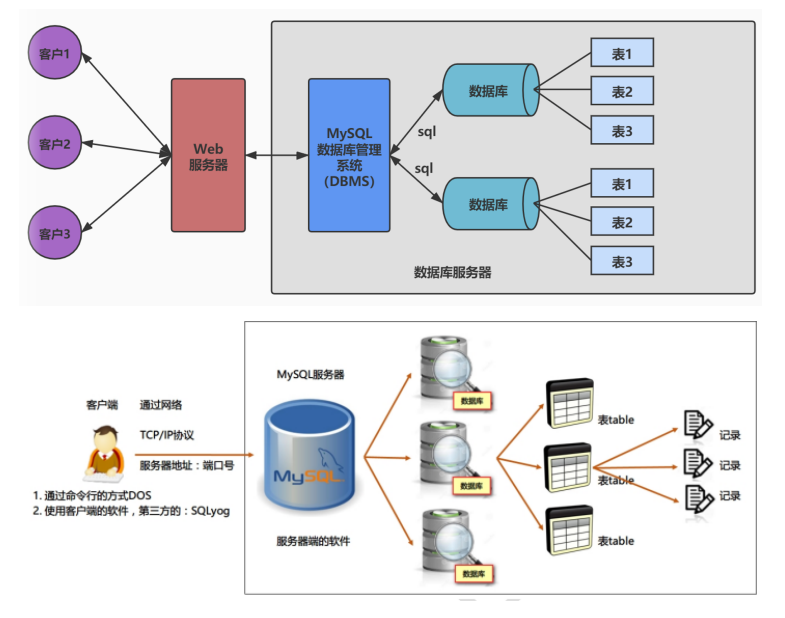 客户1
客户2
客户3
Web
服务器
MySQL
数据库管理
系统
（DBMS）
sql
sql
数据库
数据库
表1
表2
表3
表1
表2
表3
数据库服务器
客户端
通过网络
TCP/IP协议
服务器地址：端口号
1. 通过命令行的方式DOS
2. 使用客户端的软件，第三方的：SQLyog
MySQL服务器
MySQL
服务器端的软件
数据库
数据库
数据库
表table
表table
表table
记录
记录
记录